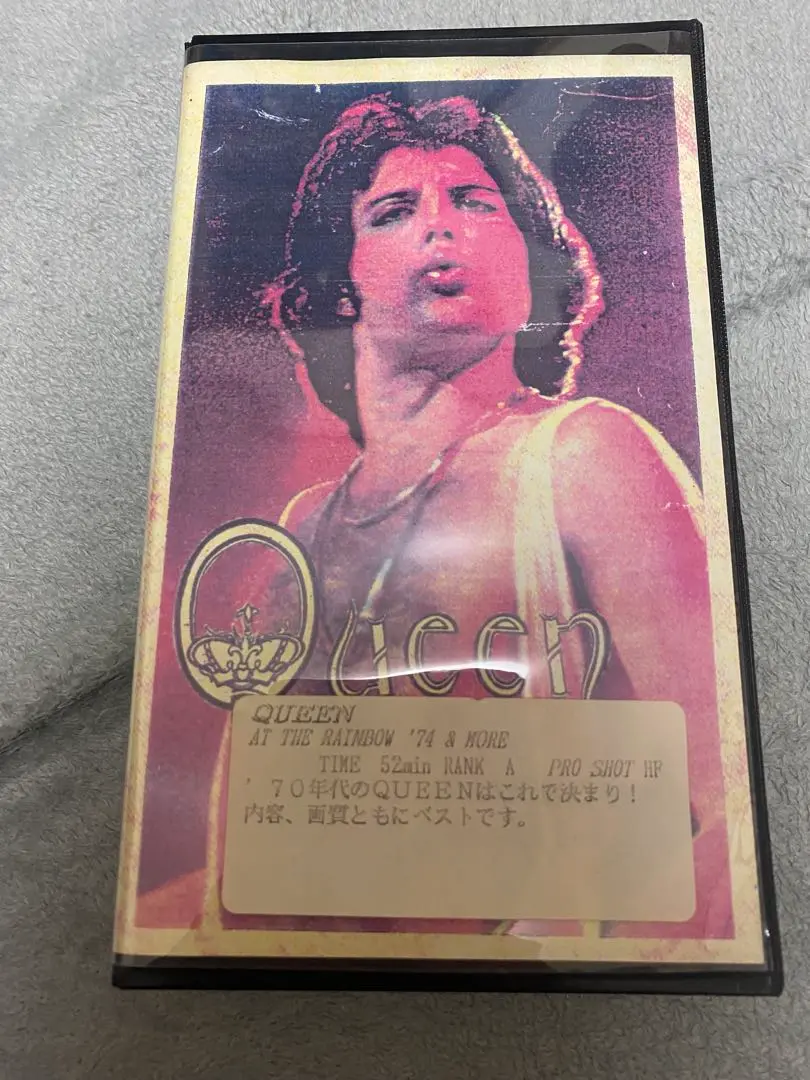 Queen
QUEEN
AT THE RAINBOW '74 & MORE
TIME 52min RANK A PRO SHOT HF
'70年代のQUEENはこれで決まり!
内容、画質ともにベストです。